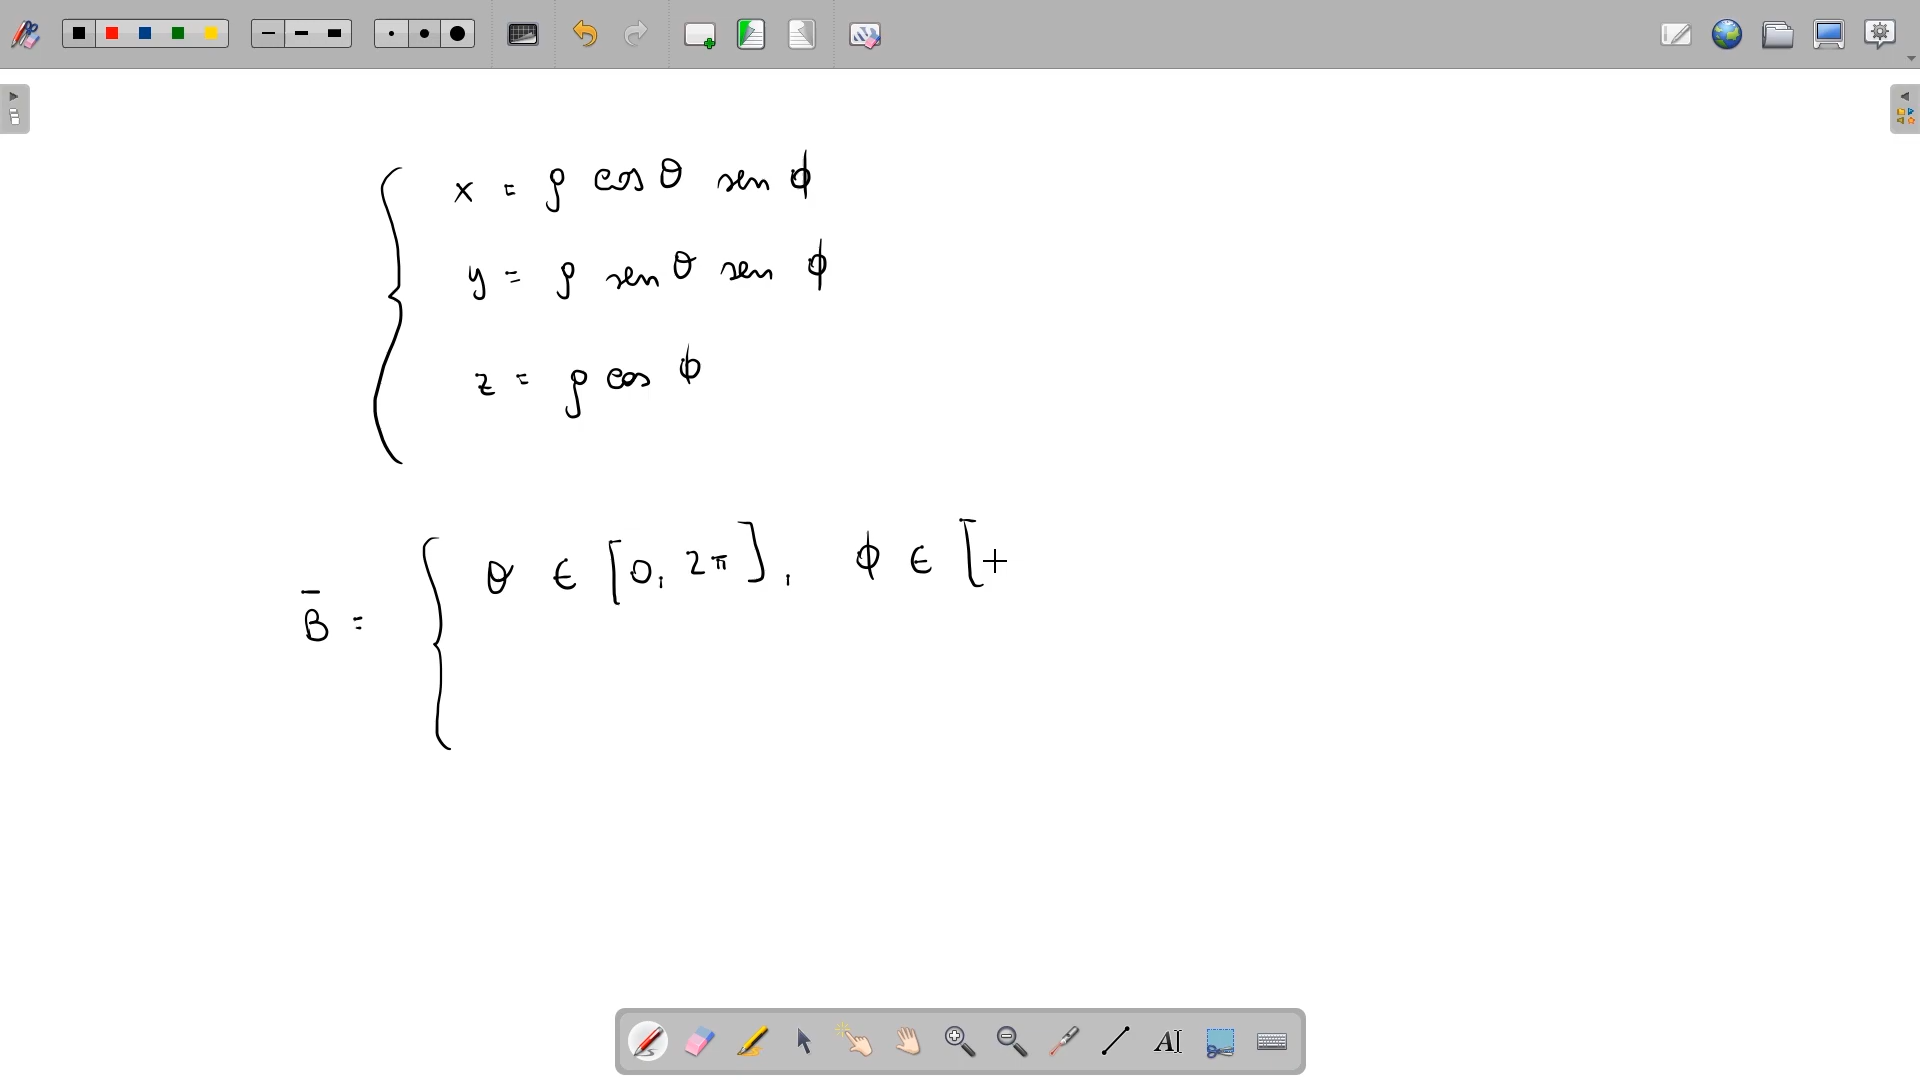 x = ρ cos θ sen ϕ
y = ρ sen θ sen ϕ
z = ρ cos ϕ
B̄ = { θ ∈ [0, 2π], ϕ ∈ [